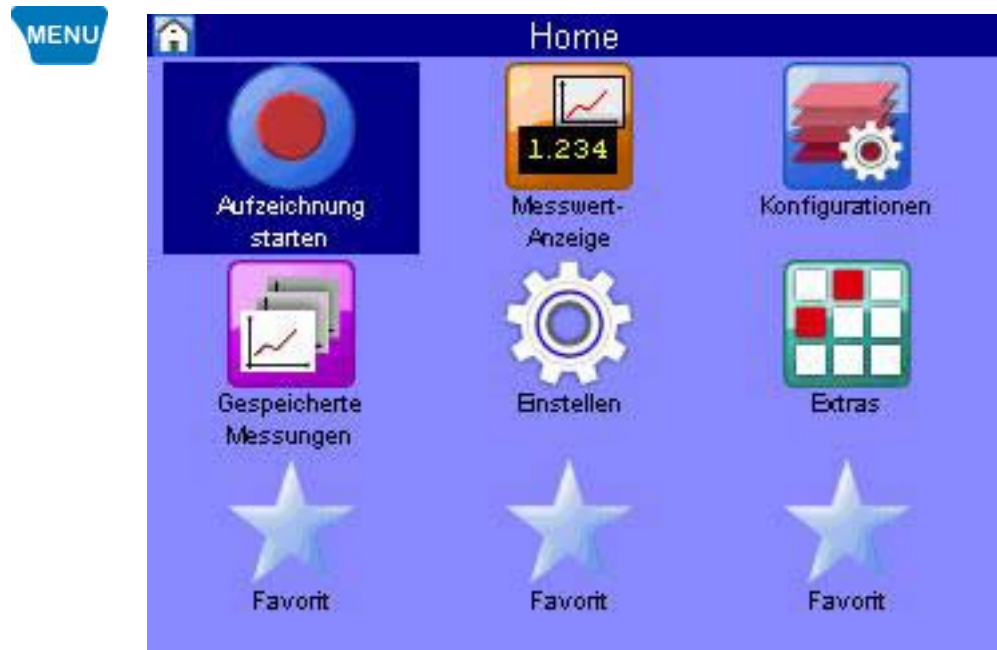 MENU
Home
Aufzeichnung
starten
Messwert-
Anzeige
1.234
Konfigurationen
Gespeicherte
Messungen
Einstellen
Extras
Favorit
Favorit
Favorit